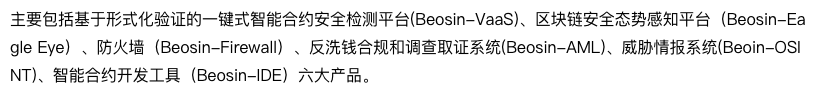 主要包括基于形式化验证的一键式智能合约安全检测平台(Beosin–VaaS)、区块链安全态势感知平台（Beosin–Ea
gle Eye）、防火墙（Beosin–Firewall）、反洗钱合规和调查取证系统(Beosin–AML)、威胁情报系统(Beoin–OSI
NT)、智能合约开发工具（Beosin–IDE）六大产品。